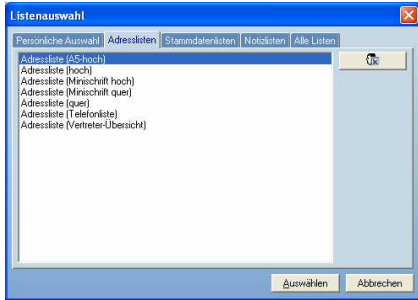 Listenauswahl
Persönliche Auswahl Adresslisten Stammdatenlisten Notizlisten Alle Listen
Adressliste (A5-hoch)
Adressliste (hoch)
Adressliste (Minischrift hoch)
Adressliste (Minischrift quer)
Adressliste (quer)
Adressliste (Telefonliste)
Adressliste (Vertreter-Übersicht)
Auswählen Abbrechen